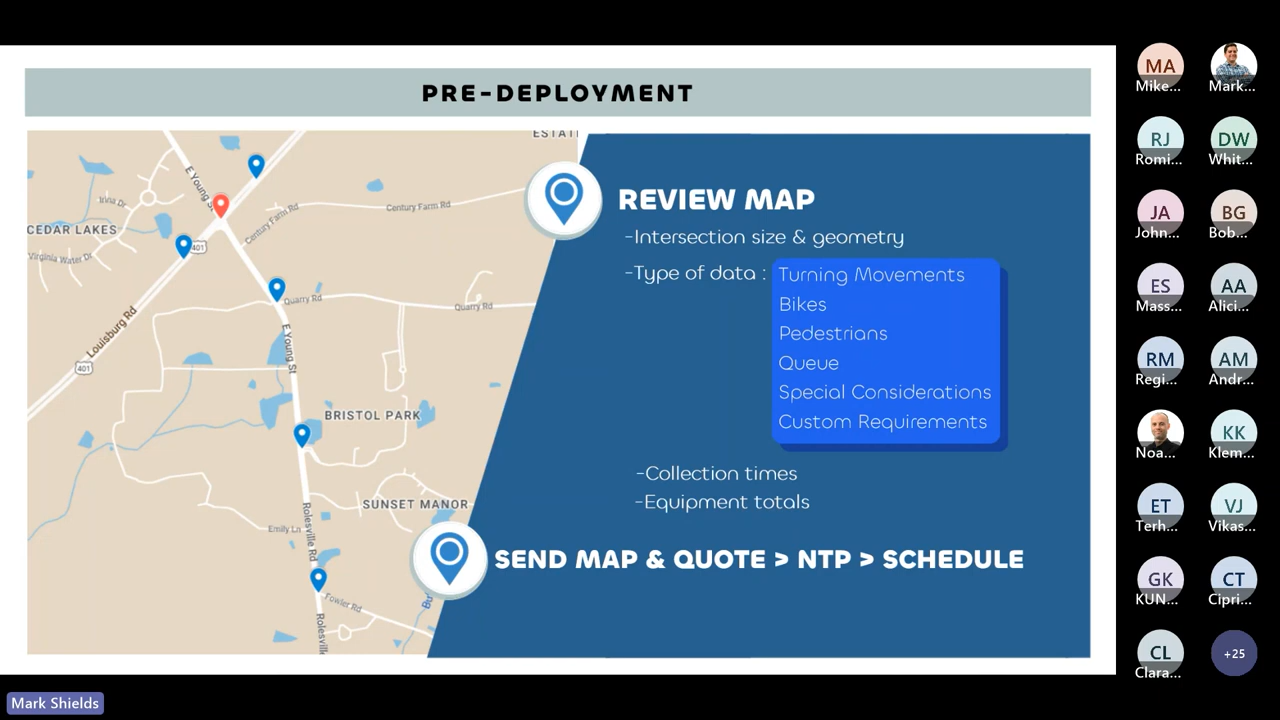 PRE-DEPLOYMENT
ESTATE
E Young St
Irivia Dr
CEDAR LAKES
Virginia Water Dr
401
Century Farm Rd
Century Farm Rd
Quarry Rd
Quarry Rd
Louisburg Rd
401
E Young St
BRISTOL PARK
SUNSET MANOR
Emily Ln
Rolesville Rd
Fowler Rd
Rolesville
Bu
REVIEW MAP
-Intersection size & geometry
-Type of data :
Turning Movements
Bikes
Pedestrians
Queue
Special Considerations
Custom Requirements
-Collection times
-Equipment totals
SEND MAP & QUOTE > NTP > SCHEDULE
MA
Mike...
Mark...
RJ
Romi...
DW
Whit...
JA
John...
BG
Bob...
ES
Mass...
AA
Alici...
RM
Regi...
AM
Andr...
Noa...
KK
Klem...
ET
Terh...
VJ
Vikas...
GK
KUN...
CT
Cipri...
CL
Clara...
+25
Mark Shields